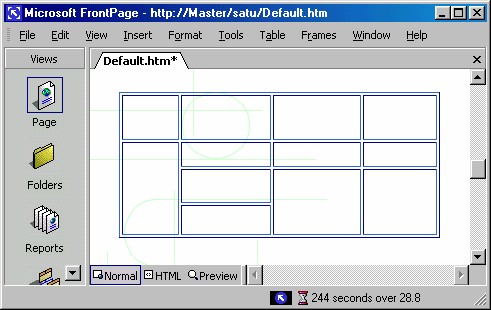 Microsoft FrontPage - http://Master/satu/Default.htm
File Edit View Insert Format Tools Table Frames Window Help
Views
Default.htm*
Page
Folders
Reports
Normal HTML Preview
244 seconds over 28.8